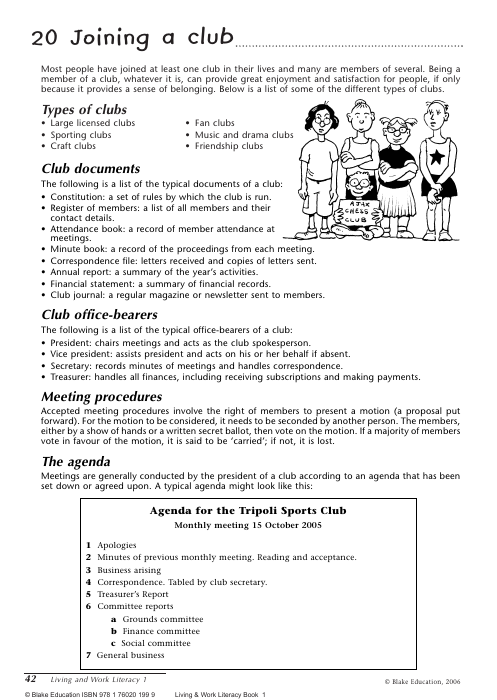 20 Joining a club
Most people have joined at least one club in their lives and many are members of several. Being a
member of a club, whatever it is, can provide great enjoyment and satisfaction for people, if only
because it provides a sense of belonging. Below is a list of some of the different types of clubs.
Types of clubs
• Large licensed clubs
• Sporting clubs
• Craft clubs
• Fan clubs
• Music and drama clubs
• Friendship clubs
AJAX
CHESS
CLUB
Club documents
The following is a list of the typical documents of a club:
• Constitution: a set of rules by which the club is run.
• Register of members: a list of all members and their
contact details.
• Attendance book: a record of member attendance at
meetings.
• Minute book: a record of the proceedings from each meeting.
• Correspondence file: letters received and copies of letters sent.
• Annual report: a summary of the year's activities.
• Financial statement: a summary of financial records.
• Club journal: a regular magazine or newsletter sent to members.
Club office-bearers
The following is a list of the typical office-bearers of a club:
• President: chairs meetings and acts as the club spokesperson.
• Vice president: assists president and acts on his or her behalf if absent.
• Secretary: records minutes of meetings and handles correspondence.
• Treasurer: handles all finances, including receiving subscriptions and making payments.
Meeting procedures
Accepted meeting procedures involve the right of members to present a motion (a proposal put
forward). For the motion to be considered, it needs to be seconded by another person. The members,
either by a show of hands or a written secret ballot, then vote on the motion. If a majority of members
vote in favour of the motion, it is said to be 'carried'; if not, it is lost.
The agenda
Meetings are generally conducted by the president of a club according to an agenda that has been
set down or agreed upon. A typical agenda might look like this:
Agenda for the Tripoli Sports Club
Monthly meeting 15 October 2005
1 Apologies
2 Minutes of previous monthly meeting. Reading and acceptance.
3 Business arising
4 Correspondence. Tabled by club secretary.
5 Treasurer's Report
6 Committee reports
a Grounds committee
b Finance committee
c Social committee
7 General business
42 Living and Work Literacy 1
© Blake Education, 2006
© Blake Education ISBN 978 1 76020 199 9 Living & Work Literacy Book 1